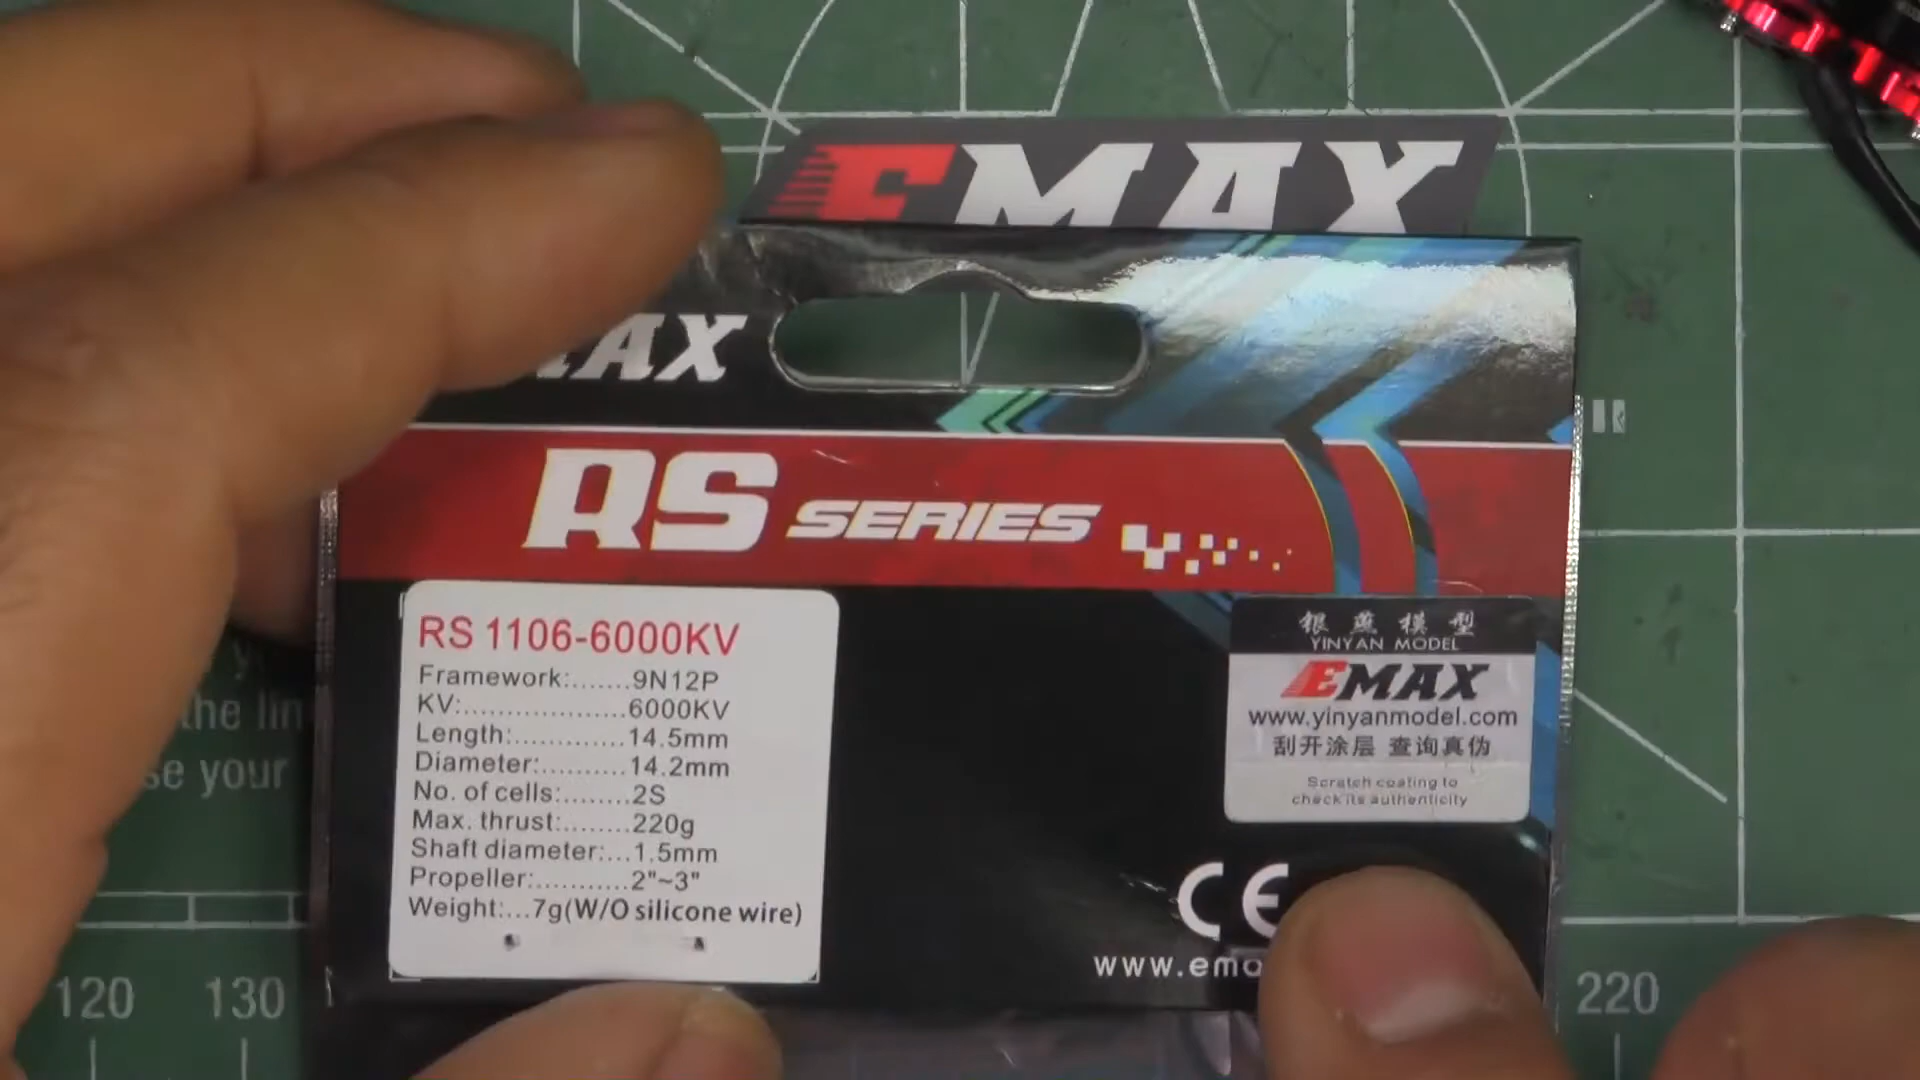 EMAX
AX
RS SERIES
RS 1106-6000KV
Framework:.......9N12P
KV:....................6000KV
Length:.............14.5mm
Diameter:..........14.2mm
No. of cells:........2S
Max. thrust:.......220g
Shaft diameter:...1.5mm
Propeller:...........2"~3"
Weight:...7g(W/O silicone wire)
银燕模型
YINYAN MODEL
EMAX
www.yinyanmodel.com
刮开涂层 查询真伪
Scratch coating to
check its authenticity
CE
www.ema
the lin
se your
120 130 220